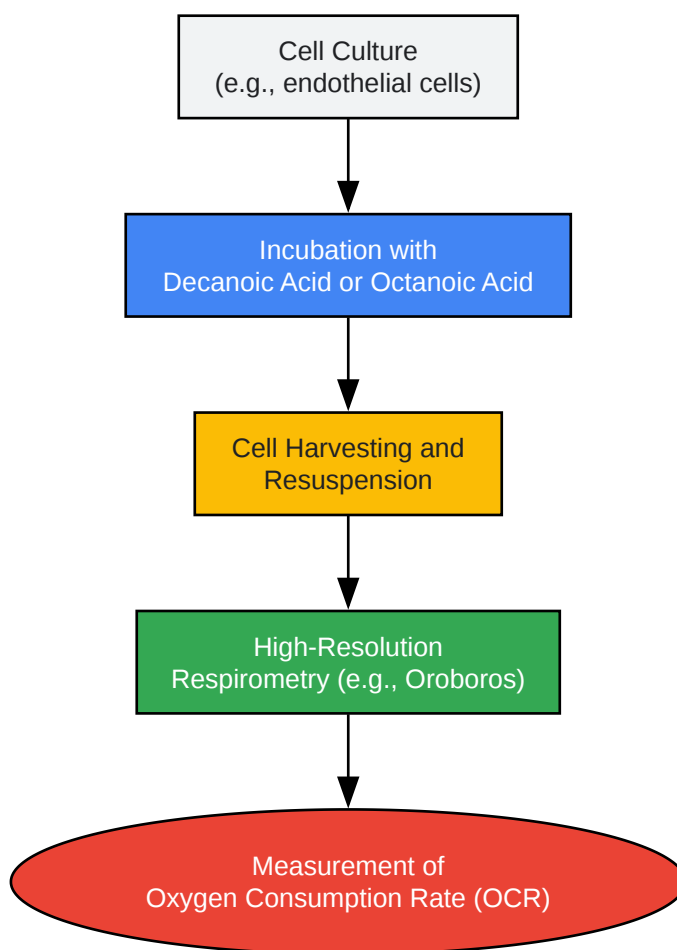 Cell Culture
(e.g., endothelial cells)
Incubation with
Decanoic Acid or Octanoic Acid
Cell Harvesting and
Resuspension
High-Resolution
Respirometry (e.g., Oroboros)
Measurement of
Oxygen Consumption Rate (OCR)